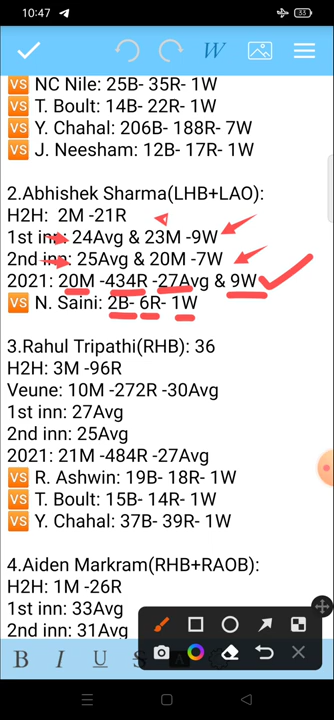 10:47
W
VS NC Nile: 25B- 35R- 1W
VS T. Boult: 14B- 22R- 1W
VS Y. Chahal: 206B- 188R- 7W
VS J. Neesham: 12B- 17R- 1W
2.Abhishek Sharma(LHB+LAO):
H2H: 2M -21R
1st inn: 24Avg & 23M -9W
2nd inn: 25Avg & 20M -7W
2021: 20M -434R -27Avg & 9W
VS N. Saini: 2B- 6R- 1W
3.Rahul Tripathi(RHB): 36
H2H: 3M -96R
Veune: 10M -272R -30Avg
1st inn: 27Avg
2nd inn: 25Avg
2021: 21M -484R -27Avg
VS R. Ashwin: 19B- 18R- 1W
VS T. Boult: 15B- 14R- 1W
VS Y. Chahal: 37B- 39R- 1W
4.Aiden Markram(RHB+RAOB):
H2H: 1M -26R
1st inn: 33Avg
2nd inn: 31Avg
B I U S A